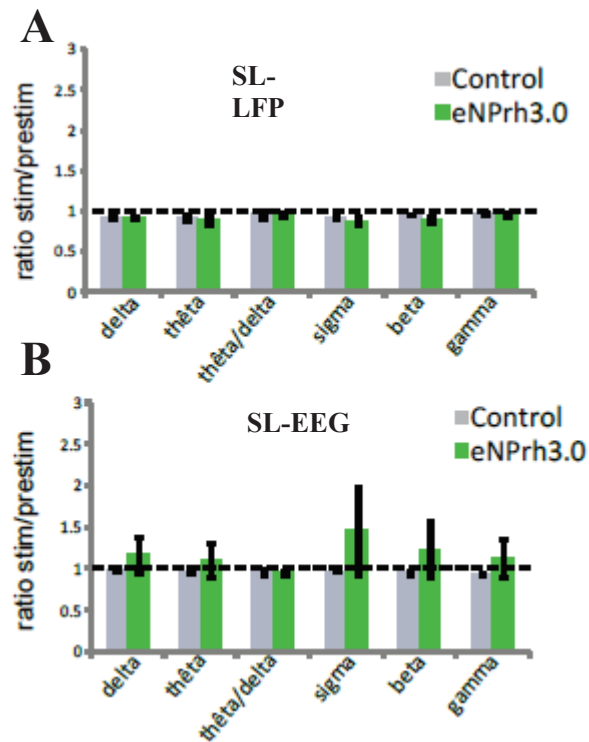 A
SL-
LFP
Control
eNPrh3.0
ratio stim/prestim
3
2.5
2
1.5
1
0.5
0
delta
thêta
thêta/delta
sigma
beta
gamma
B
SL-EEG
Control
eNPrh3.0
ratio stim/prestim
3
2.5
2
1.5
1
0.5
0
delta
thêta
thêta/delta
sigma
beta
gamma